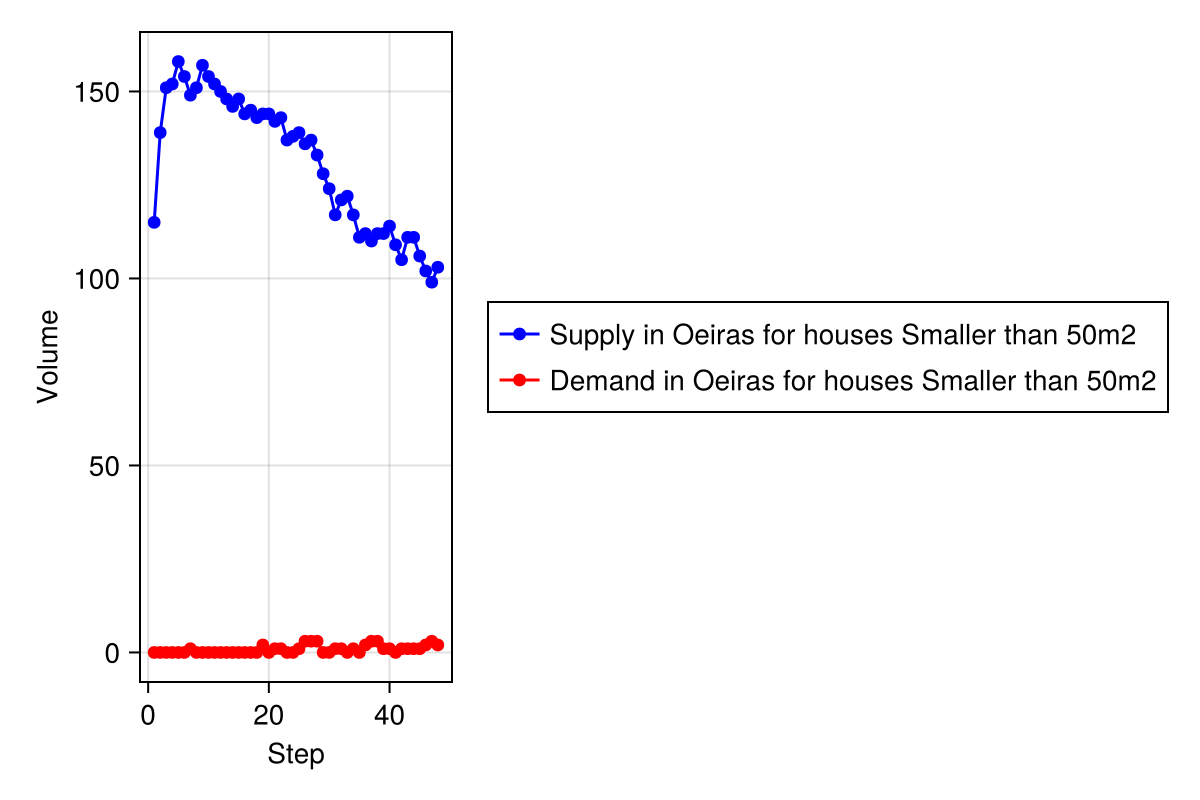 150
100
50
0
Volume
0 20 40
Step
Supply in Oeiras for houses Smaller than 50m2
Demand in Oeiras for houses Smaller than 50m2